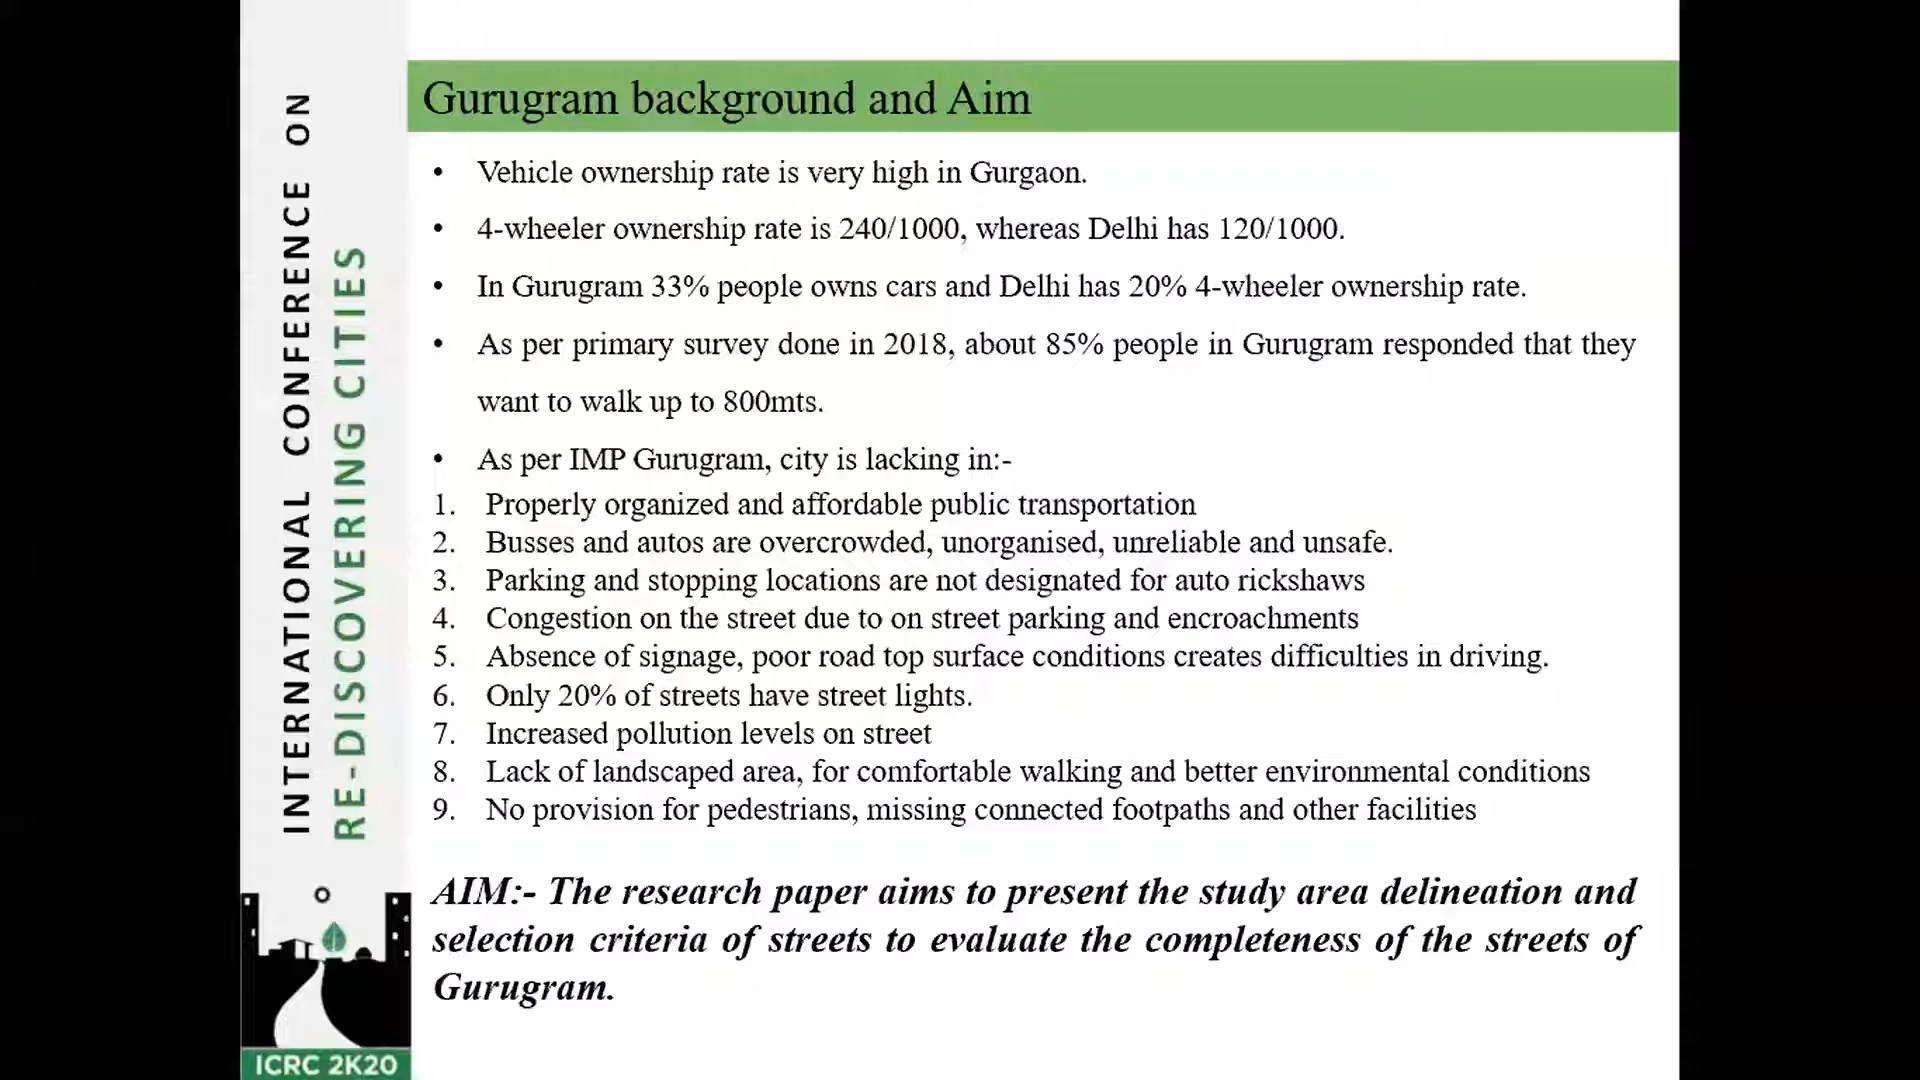 INTERNATIONAL CONFERENCE ON
RE-DISCOVERING CITIES
ICRC 2K20
Gurugram background and Aim
• Vehicle ownership rate is very high in Gurgaon.
• 4-wheeler ownership rate is 240/1000, whereas Delhi has 120/1000.
• In Gurugram 33% people owns cars and Delhi has 20% 4-wheeler ownership rate.
• As per primary survey done in 2018, about 85% people in Gurugram responded that they
want to walk up to 800mts.
• As per IMP Gurugram, city is lacking in:-
1. Properly organized and affordable public transportation
2. Busses and autos are overcrowded, unorganised, unreliable and unsafe.
3. Parking and stopping locations are not designated for auto rickshaws
4. Congestion on the street due to on street parking and encroachments
5. Absence of signage, poor road top surface conditions creates difficulties in driving.
6. Only 20% of streets have street lights.
7. Increased pollution levels on street
8. Lack of landscaped area, for comfortable walking and better environmental conditions
9. No provision for pedestrians, missing connected footpaths and other facilities
AIM:- The research paper aims to present the study area delineation and
selection criteria of streets to evaluate the completeness of the streets of
Gurugram.